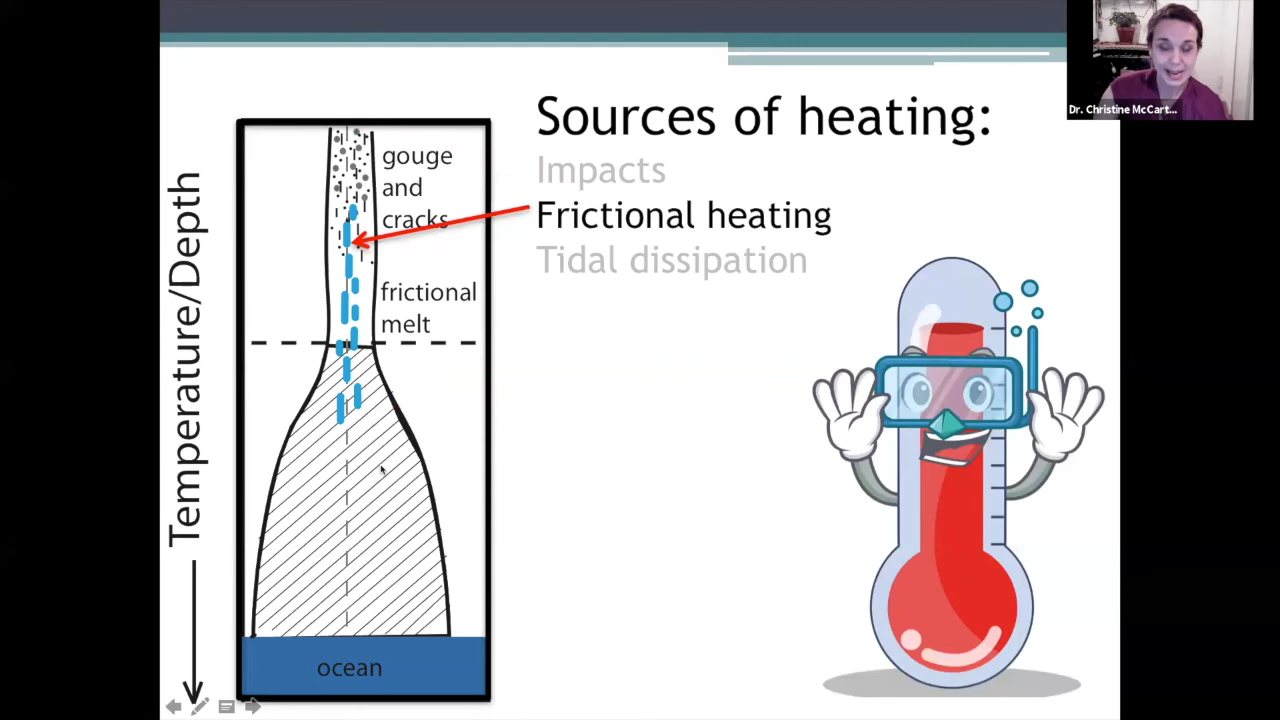 Sources of heating:
Impacts
Frictional heating
Tidal dissipation
Temperature/Depth
gouge
and
cracks
frictional
melt
ocean
Dr. Christine McCart...